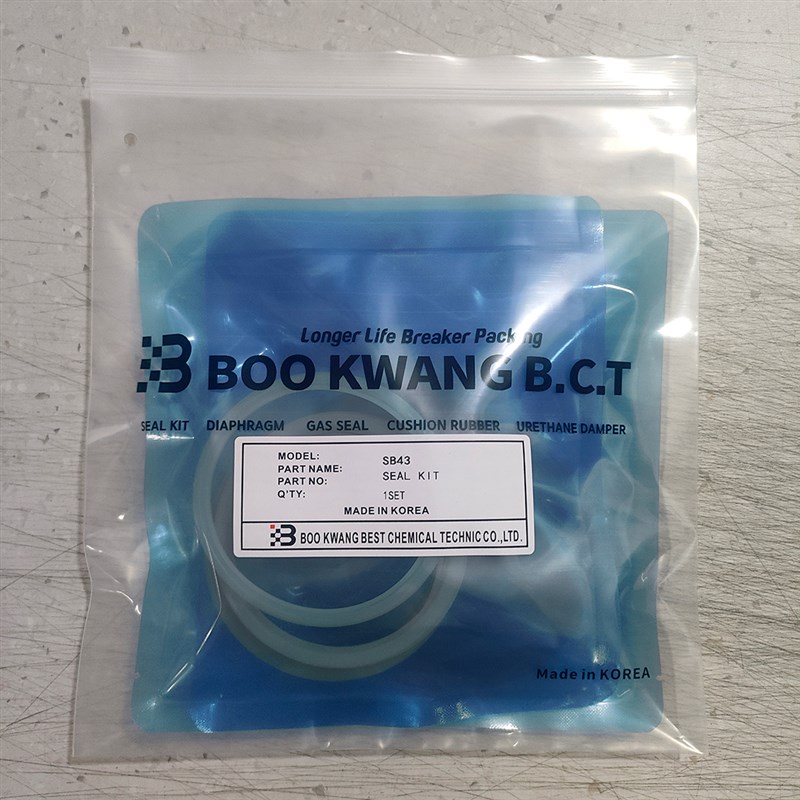 Longer Life Breaker Packing
B BOO KWANG B.C.T
SEAL KIT DIAPHRAGM GAS SEAL CUSHION RUBBER URETHANE DAMPER
MODEL: SB43
PART NAME: SEAL KIT
PART NO:
Q'TY: 1SET
MADE IN KOREA
B BOO KWANG BEST CHEMICAL TECHNIC CO.,LTD.
Made in KOREA